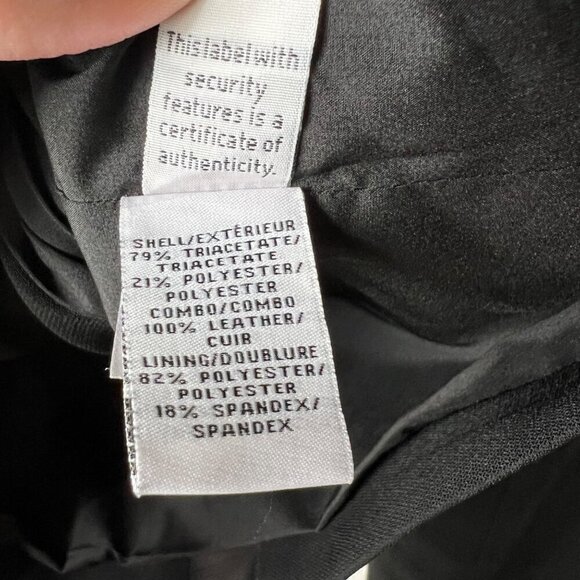 This label with
security
features is a
certificate of
authenticity.
SHELL/EXTÉRIEUR
79% TRIACETATE/
TRIACETATE
21% POLYESTER/
POLYESTER
COMBO/COMBO
100% LEATHER/
CUIR
LINING/DOUBLURE
82% POLYESTER/
POLYESTER
18% SPANDEX/
SPANDEX